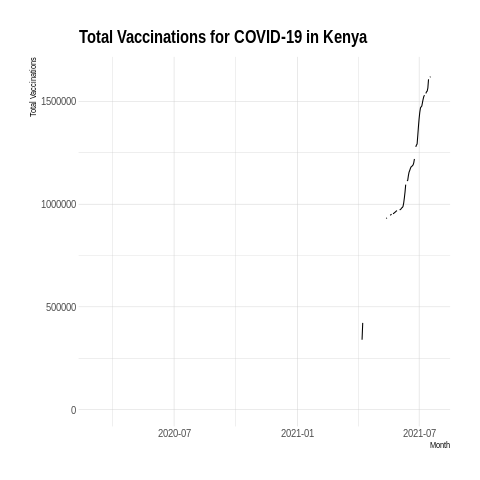 Total Vaccinations for COVID-19 in Kenya
Total Vaccinations
1500000
1000000
500000
0
2020-07 2021-01 2021-07
Month